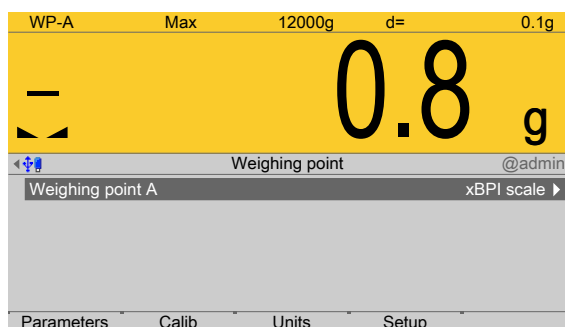 WP-A Max 12000g d= 0.1g
– 0.8 g
Weighing point @admin
Weighing point A xBPI scale
Parameters Calib Units Setup